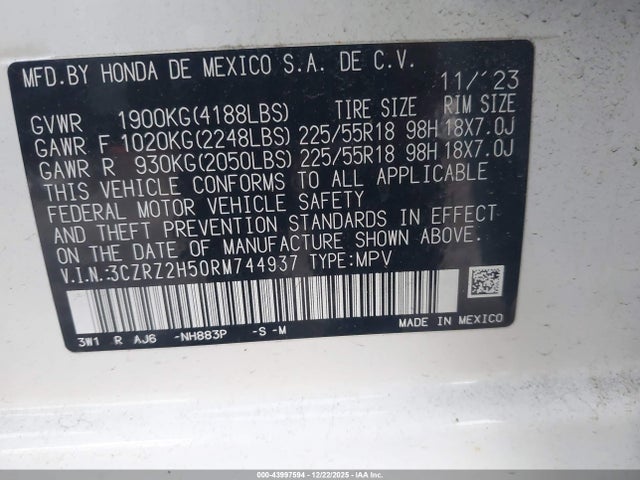 MFD.BY HONDA DE MEXICO S.A. DE C.V. 11/'23
GVWR 1900KG(4188LBS) TIRE SIZE RIM SIZE
GAWR F 1020KG(2248LBS) 225/55R18 98H 18X7.0J
GAWR R 930KG(2050LBS) 225/55R18 98H 18X7.0J
THIS VEHICLE CONFORMS TO ALL APPLICABLE
FEDERAL MOTOR VEHICLE SAFETY
AND THEFT PREVENTION STANDARDS IN EFFECT
ON THE DATE OF MANUFACTURE SHOWN ABOVE.
V.I.N.:3CZRZ2H50RM744937 TYPE:MPV
3W1 R AJ6 -NH883P -S -M MADE IN MEXICO
000-43997594 - 12/22/2025 - IAAI.COM